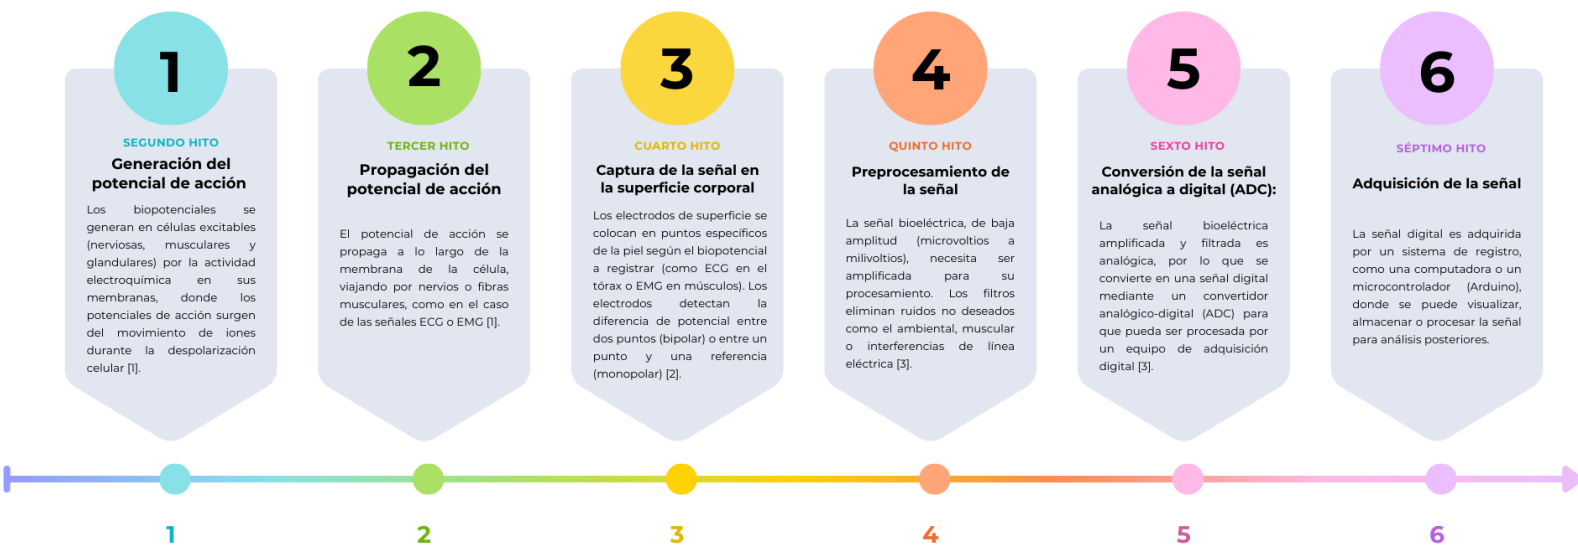 1
SEGUNDO HITO
Generación del
potencial de acción
Los biopotenciales se
generan en células excitables
(nerviosas, musculares y
glandulares) por la actividad
electroquímica en sus
membranas, donde los
potenciales de acción surgen
del movimiento de iones
durante la despolarización
celular [1].
2
TERCER HITO
Propagación del
potencial de acción
El potencial de acción se
propaga a lo largo de la
membrana de la célula,
viajando por nervios o fibras
musculares, como en el caso
de las señales ECG o EMG [1].
3
CUARTO HITO
Captura de la señal en
la superficie corporal
Los electrodos de superficie se
colocan en puntos específicos
de la piel según el biopotencial
a registrar (como ECG en el
tórax o EMG en músculos). Los
electrodos detectan la
diferencia de potencial entre
dos puntos (bipolar) o entre un
punto y una referencia
(monopolar) [2].
4
QUINTO HITO
Preprocesamiento de
la señal
La señal bioeléctrica, de baja
amplitud (microvoltios a
milivoltios), necesita ser
amplificada para su
procesamiento. Los filtros
eliminan ruidos no deseados
como el ambiental, muscular
o interferencias de línea
eléctrica [3].
5
SEXTO HITO
Conversión de la señal
analógica a digital (ADC):
La señal bioeléctrica
amplificada y filtrada es
analógica, por lo que se
convierte en una señal digital
mediante un convertidor
analógico-digital (ADC) para
que pueda ser procesada por
un equipo de adquisición
digital [3].
6
SÉPTIMO HITO
Adquisición de la señal
La señal digital es adquirida
por un sistema de registro,
como una computadora o un
microcontrolador (Arduino),
donde se puede visualizar,
almacenar o procesar la señal
para análisis posteriores.
1
2
3
4
5
6